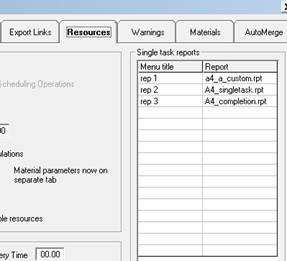 Export Links Resources Warnings Materials AutoMerge
Scheduling Operations
00
ulations
Material parameters now on
separate tab
ole resources
ery Time 00.00
Single task reports
Menu title Report
rep 1 a4_a_custom.rpt
rep 2 A4_singletask.rpt
rep 3 A4_completion.rpt